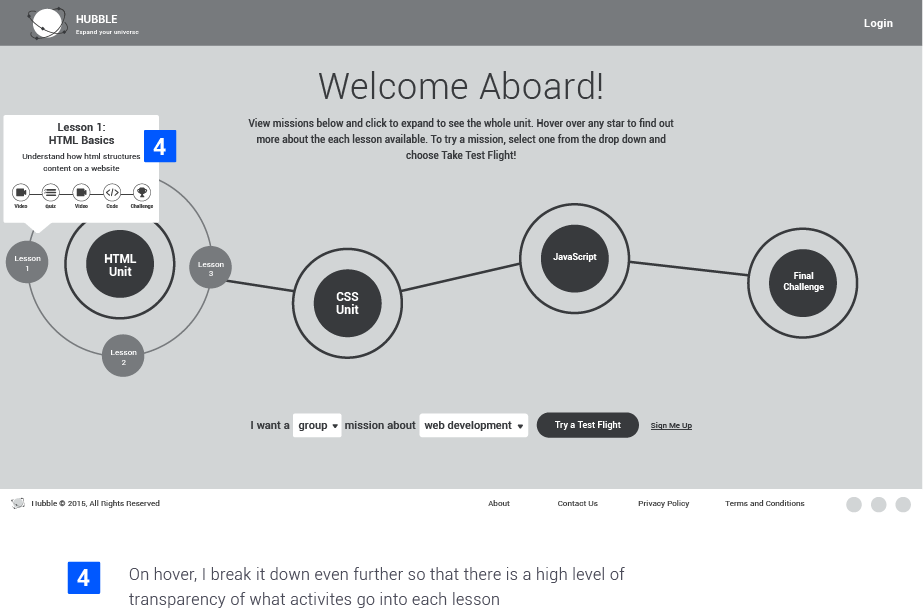 HUBBLE
Expand your universe
Login
Welcome Aboard!
View missions below and click to expand to see the whole unit. Hover over any star to find out
more about the each lesson available. To try a mission, select one from the drop down and
choose Take Test Flight!
Lesson 1:
HTML Basics
Understand how html structures
content on a website
Video Quiz Video Code Challenge
4
Lesson
1
HTML
Unit
Lesson
3
Lesson
2
CSS
Unit
JavaScript
Final
Challenge
I want a group mission about web development Try a Test Flight Sign Me Up
Hubble © 2015, All Rights Reserved About Contact Us Privacy Policy Terms and Conditions
4
On hover, I break it down even further so that there is a high level of
transparency of what activites go into each lesson